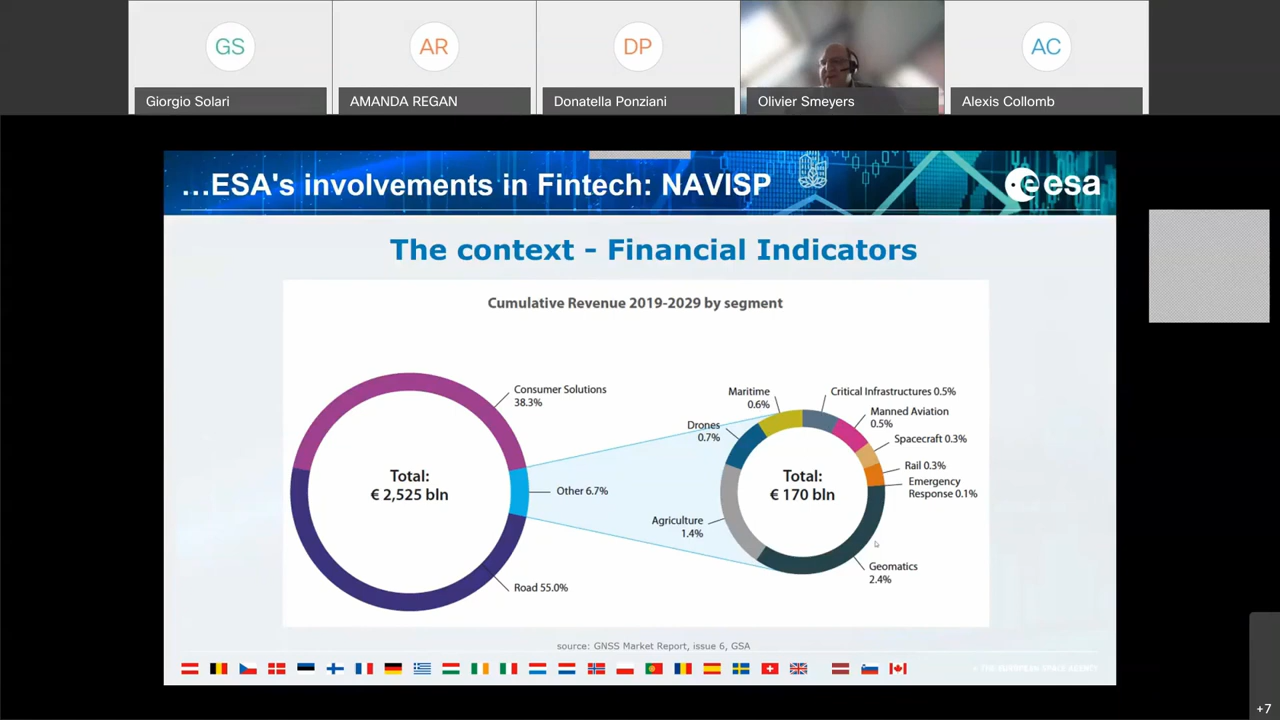 GS
AR
DP
AC
Giorgio Solari
AMANDA REGAN
Donatella Ponziani
Olivier Smeyers
Alexis Collomb
...ESA's involvements in Fintech: NAVISP
esa
The context - Financial Indicators
Cumulative Revenue 2019-2029 by segment
Consumer Solutions
38.3%
Total:
€ 2,525 bln
Other 6.7%
Road 55.0%
Maritime
0.6%
Critical Infrastructures 0.5%
Manned Aviation
0.5%
Drones
0.7%
Spacecraft 0.3%
Rail 0.3%
Emergency
Response 0.1%
Total:
€ 170 bln
Agriculture
1.4%
Geomatics
2.4%
source: GNSS Market Report, issue 6, GSA
→ THE EUROPEAN SPACE AGENCY
+7